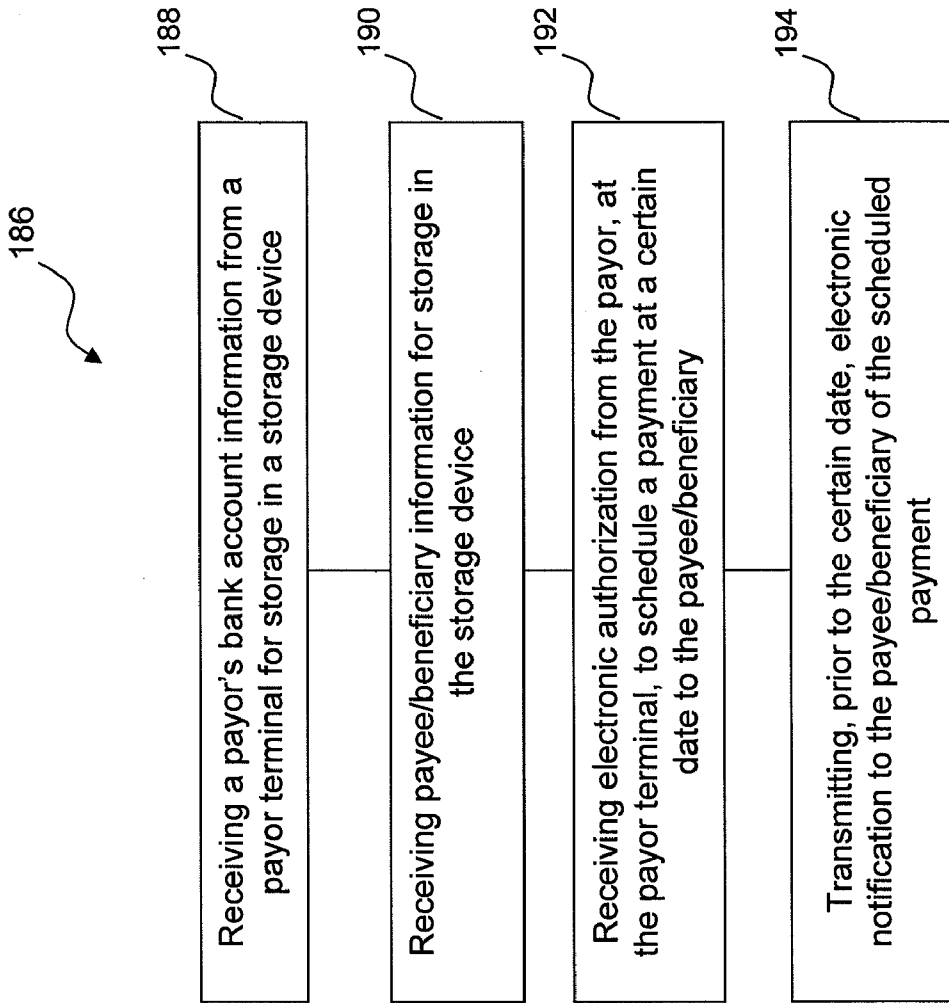 186
Receiving a payor's bank account information from a
payor terminal for storage in a storage device
188
Receiving payee/beneficiary information for storage in
the storage device
190
Receiving electronic authorization from the payor, at
the payor terminal, to schedule a payment at a certain
date to the payee/beneficiary
192
Transmitting, prior to the certain date, electronic
notification to the payee/beneficiary of the scheduled
payment
194